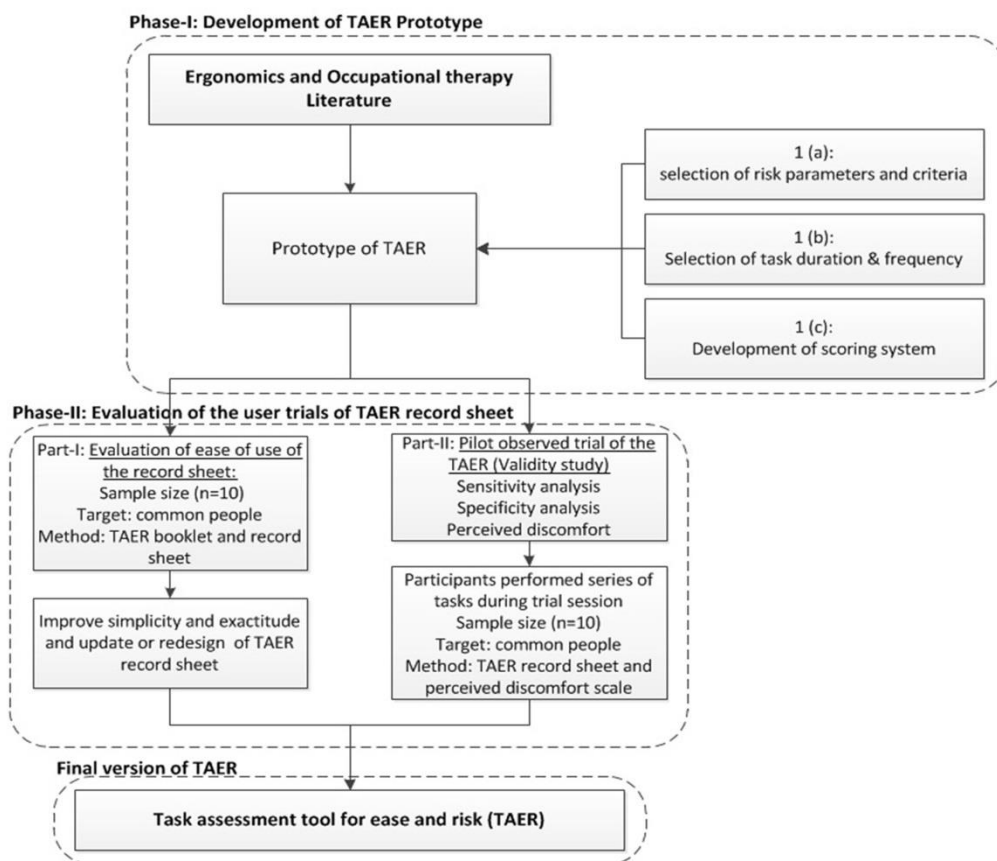 Phase-I: Development of TAER Prototype
Ergonomics and Occupational therapy
Literature
Prototype of TAER
1 (a):
selection of risk parameters and criteria
1 (b):
Selection of task duration & frequency
1 (c):
Development of scoring system
Phase-II: Evaluation of the user trials of TAER record sheet
Part-I: Evaluation of ease of use of
the record sheet:
Sample size (n=10)
Target: common people
Method: TAER booklet and record
sheet
Improve simplicity and exactitude
and update or redesign of TAER
record sheet
Part-II: Pilot observed trial of the
TAER (Validity study)
Sensitivity analysis
Specificity analysis
Perceived discomfort
Participants performed series of
tasks during trial session
Sample size (n=10)
Target: common people
Method: TAER record sheet and
perceived discomfort scale
Final version of TAER
Task assessment tool for ease and risk (TAER)